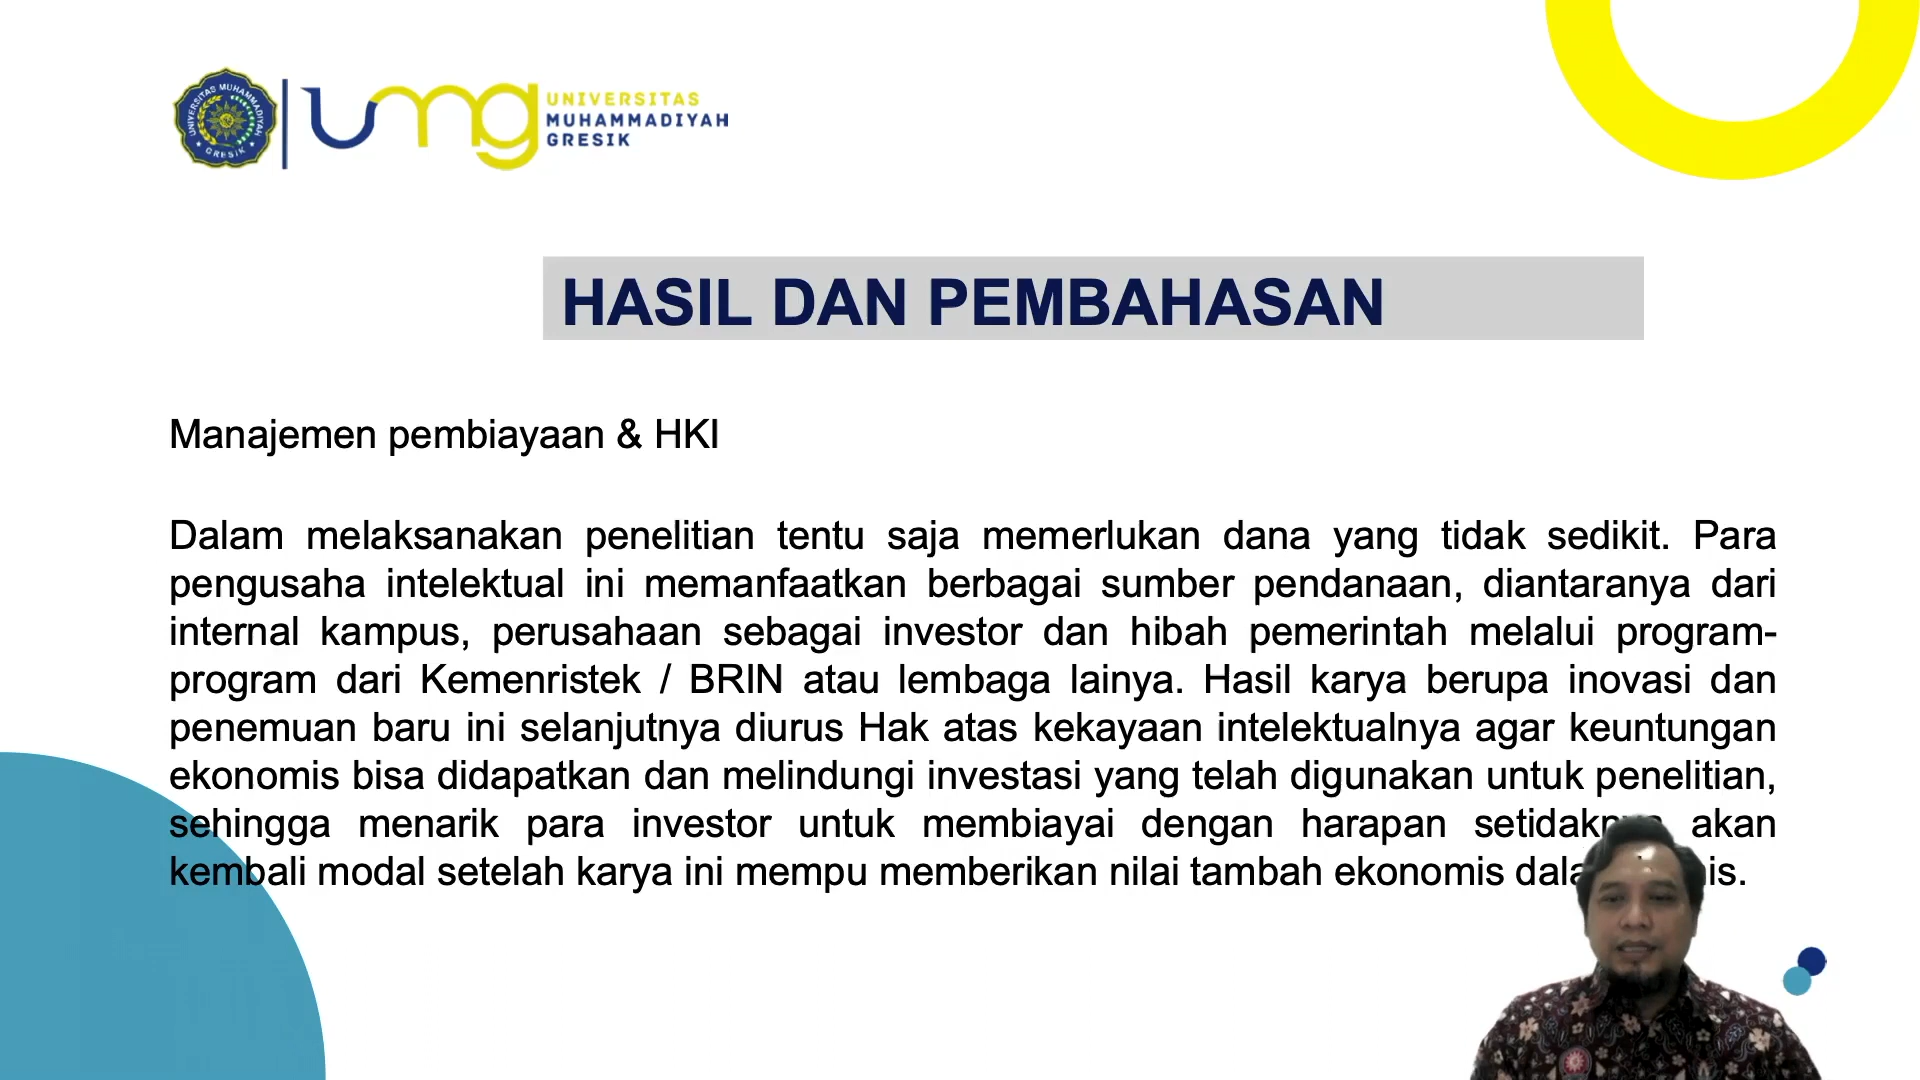 UNIVERSITAS MUHAMMADIYAH
GRESIK
umg
UNIVERSITAS
MUHAMMADIYAH
GRESIK
HASIL DAN PEMBAHASAN
Manajemen pembiayaan & HKI
Dalam melaksanakan penelitian tentu saja memerlukan dana yang tidak sedikit. Para
pengusaha intelektual ini memanfaatkan berbagai sumber pendanaan, diantaranya dari
internal kampus, perusahaan sebagai investor dan hibah pemerintah melalui program-
program dari Kemenristek / BRIN atau lembaga lainya. Hasil karya berupa inovasi dan
penemuan baru ini selanjutnya diurus Hak atas kekayaan intelektualnya agar keuntungan
ekonomis bisa didapatkan dan melindungi investasi yang telah digunakan untuk penelitian,
sehingga menarik para investor untuk membiayai dengan harapan akan
kembali modal setelah karya ini mempu memberikan nilai tambah ekonomis